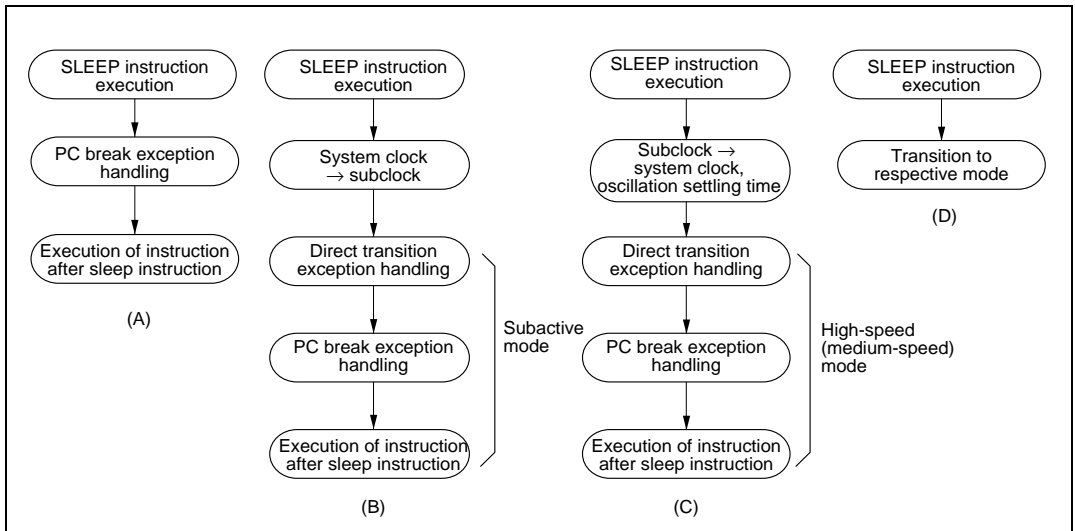 SLEEP instruction
execution
PC break exception
handling
Execution of instruction
after sleep instruction
(A)
SLEEP instruction
execution
System clock
→ subclock
Direct transition
exception handling
PC break exception
handling
Execution of instruction
after sleep instruction
Subactive
mode
(B)
SLEEP instruction
execution
Subclock →
system clock,
oscillation settling time
Direct transition
exception handling
PC break exception
handling
Execution of instruction
after sleep instruction
High-speed
(medium-speed)
mode
(C)
SLEEP instruction
execution
Transition to
respective mode
(D)